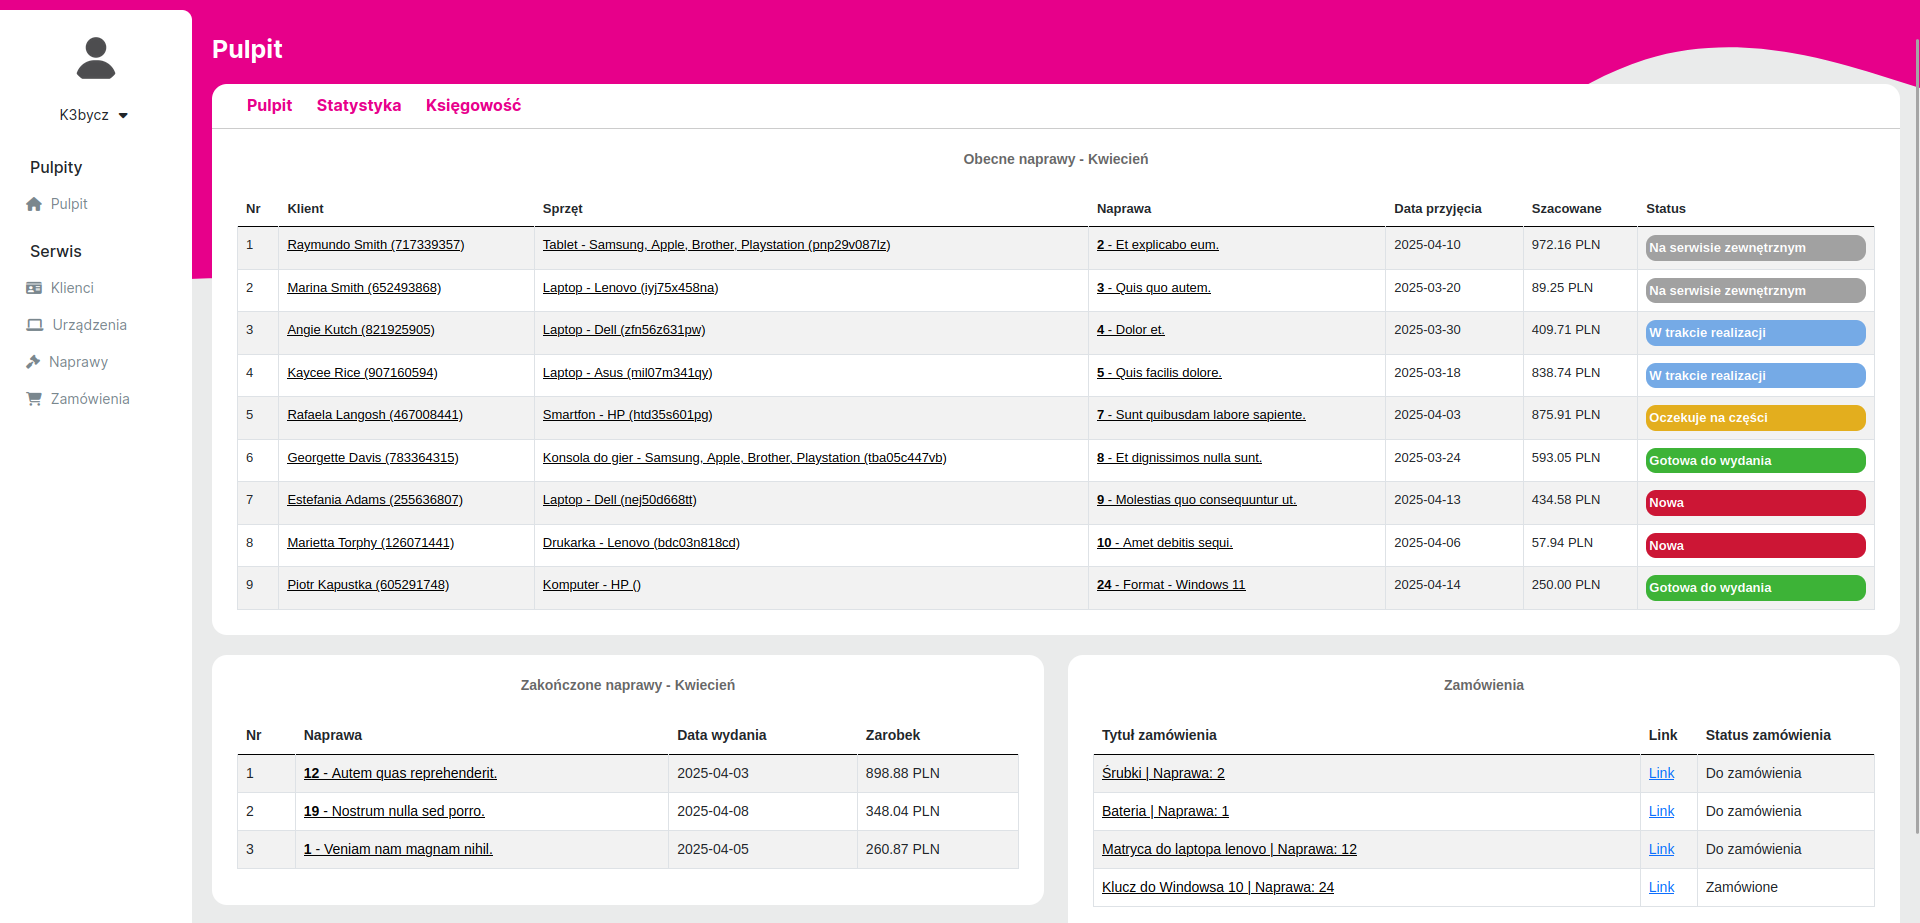 K3bycz
Pulpity
Pulpit
Serwis
Klienci
Urządzenia
Naprawy
Zamówienia
Pulpit
Pulpit Statystyka Księgowość
Obecne naprawy - Kwiecień
Nr Klient Sprzęt Naprawa Data przyjęcia Szacowane Status
1 Raymundo Smith (717339357) Tablet - Samsung, Apple, Brother, Playstation (pnp29v087lz) 2 - Et explicabo eum. 2025-04-10 972.16 PLN Na serwisie zewnętrznym
2 Marina Smith (652493868) Laptop - Lenovo (iyj75x458na) 3 - Quis quo autem. 2025-03-20 89.25 PLN Na serwisie zewnętrznym
3 Angie Kutch (821925905) Laptop - Dell (zfn56z631pw) 4 - Dolor et. 2025-03-30 409.71 PLN W trakcie realizacji
4 Kaycee Rice (907160594) Laptop - Asus (mil07m341qy) 5 - Quis facilis dolore. 2025-03-18 838.74 PLN W trakcie realizacji
5 Rafaela Langosh (467008441) Smartfon - HP (htd35s601pg) 7 - Sunt quibusdam labore sapiente. 2025-04-03 875.91 PLN Oczekuje na części
6 Georgette Davis (783364315) Konsola do gier - Samsung, Apple, Brother, Playstation (tba05c447vb) 8 - Et dignissimos nulla sunt. 2025-03-24 593.05 PLN Gotowa do wydania
7 Estefania Adams (255636807) Laptop - Dell (nej50d668tt) 9 - Molestias quo consequuntur ut. 2025-04-13 434.58 PLN Nowa
8 Marietta Torphy (126071441) Drukarka - Lenovo (bdc03n818cd) 10 - Amet debitis sequi. 2025-04-06 57.94 PLN Nowa
9 Piotr Kapustka (605291748) Komputer - HP () 24 - Format - Windows 11 2025-04-14 250.00 PLN Gotowa do wydania
Zakończone naprawy - Kwiecień
Nr Naprawa Data wydania Zarobek
1 12 - Autem quas reprehenderit. 2025-04-03 898.88 PLN
2 19 - Nostrum nulla sed porro. 2025-04-08 348.04 PLN
3 1 - Veniam nam magnam nihil. 2025-04-05 260.87 PLN
Zamówienia
Tytuł zamówienia Link Status zamówienia
Śrubki | Naprawa: 2 Link Do zamówienia
Bateria | Naprawa: 1 Link Do zamówienia
Matryca do laptopa lenovo | Naprawa: 12 Link Do zamówienia
Klucz do Windowsa 10 | Naprawa: 24 Link Zamówione